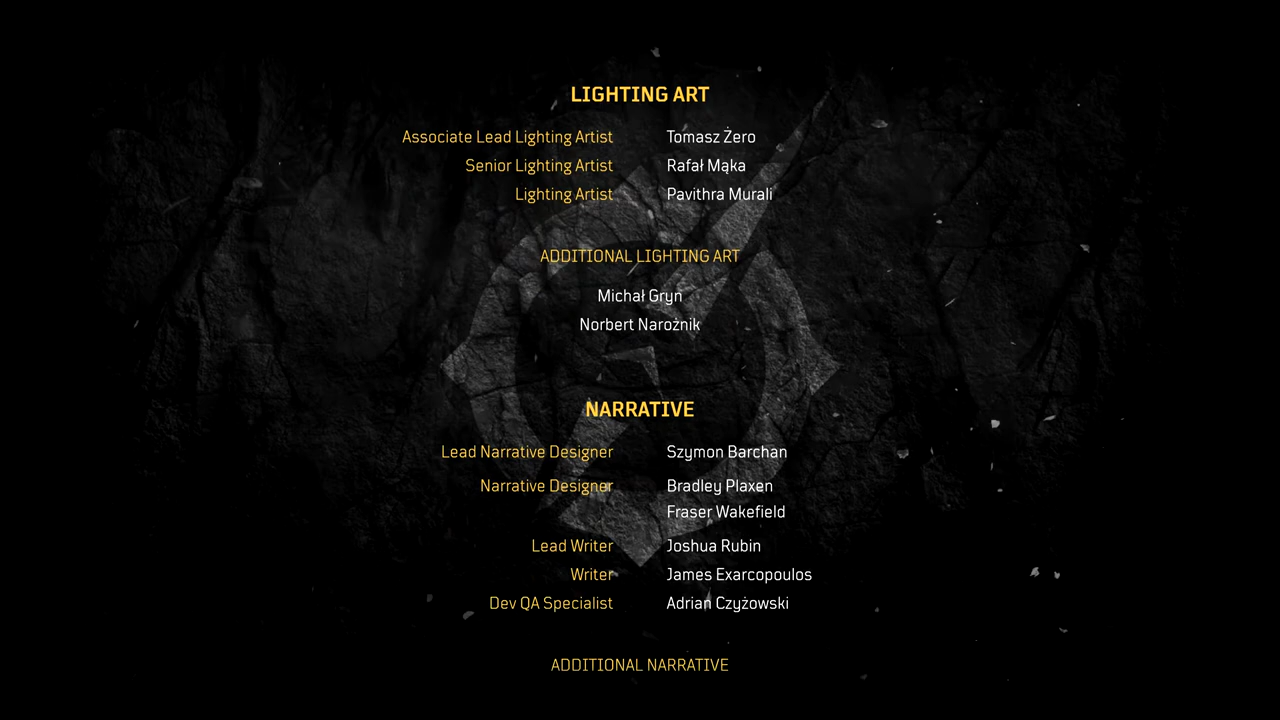 LIGHTING ART
Associate Lead Lighting Artist Tomasz Żero
Senior Lighting Artist Rafał Mąka
Lighting Artist Pavithra Murali
ADDITIONAL LIGHTING ART
Michał Gryn
Norbert Narożnik
NARRATIVE
Lead Narrative Designer Szymon Barchan
Narrative Designer Bradley Plaxen
Fraser Wakefield
Lead Writer Joshua Rubin
Writer James Exarcopoulos
Dev QA Specialist Adrian Czyżowski
ADDITIONAL NARRATIVE